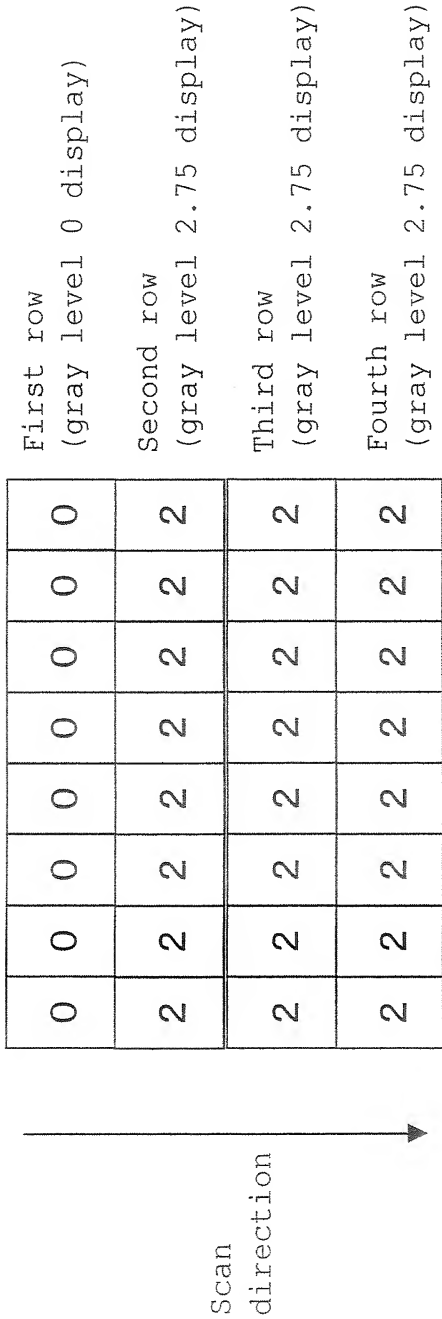 Scan
direction
0 0 0 0 0 0 0 0
First row
(gray level 0 display)
2 2 2 2 2 2 2 2
Second row
(gray level 2.75 display)
2 2 2 2 2 2 2 2
Third row
(gray level 2.75 display)
2 2 2 2 2 2 2 2
Fourth row
(gray level 2.75 display)